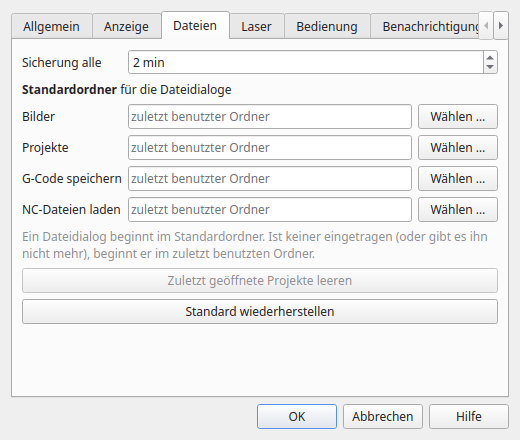 Allgemein Anzeige Dateien Laser Bedienung Benachrichtigung
Sicherung alle 2 min
Standardordner für die Dateidialoge
Bilder zuletzt benutzter Ordner Wählen ...
Projekte zuletzt benutzter Ordner Wählen ...
G-Code speichern zuletzt benutzter Ordner Wählen ...
NC-Dateien laden zuletzt benutzter Ordner Wählen ...
Ein Dateidialog beginnt im Standardordner. Ist keiner eingetragen (oder gibt es ihn
nicht mehr), beginnt er im zuletzt benutzten Ordner.
Zuletzt geöffnete Projekte leeren
Standard wiederherstellen
OK Abbrechen Hilfe